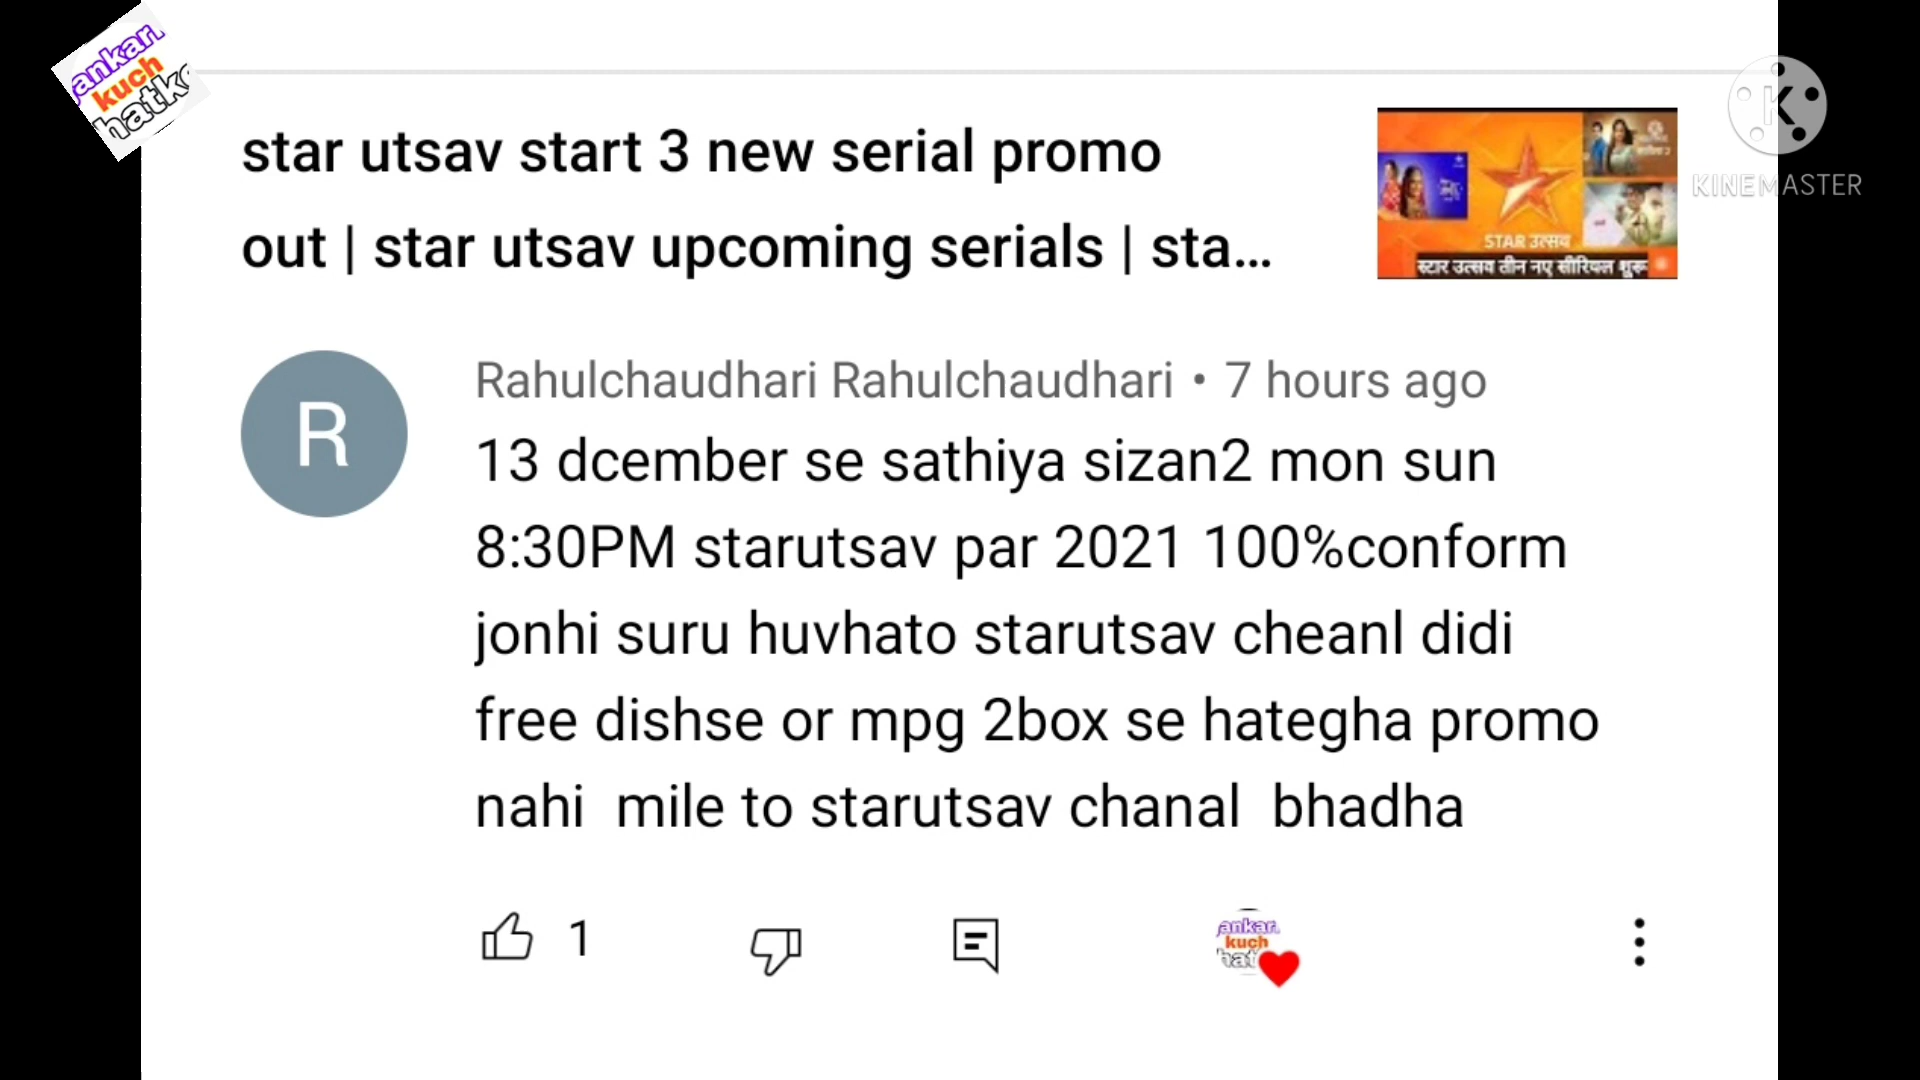 ankari
kuch
hatke
star utsav start 3 new serial promo
out | star utsav upcoming serials | sta...
STAR उत्सव
स्टार उत्सव तीन नए सीरियल शुरू
KINEMASTER
R
Rahulchaudhari Rahulchaudhari • 7 hours ago
13 dcember se sathiya sizan2 mon sun
8:30PM starutsav par 2021 100%conform
jonhi suru huvhato starutsav cheanl didi
free dishse or mpg 2box se hategha promo
nahi mile to starutsav chanal bhadha
1
ankari
kuch
hat